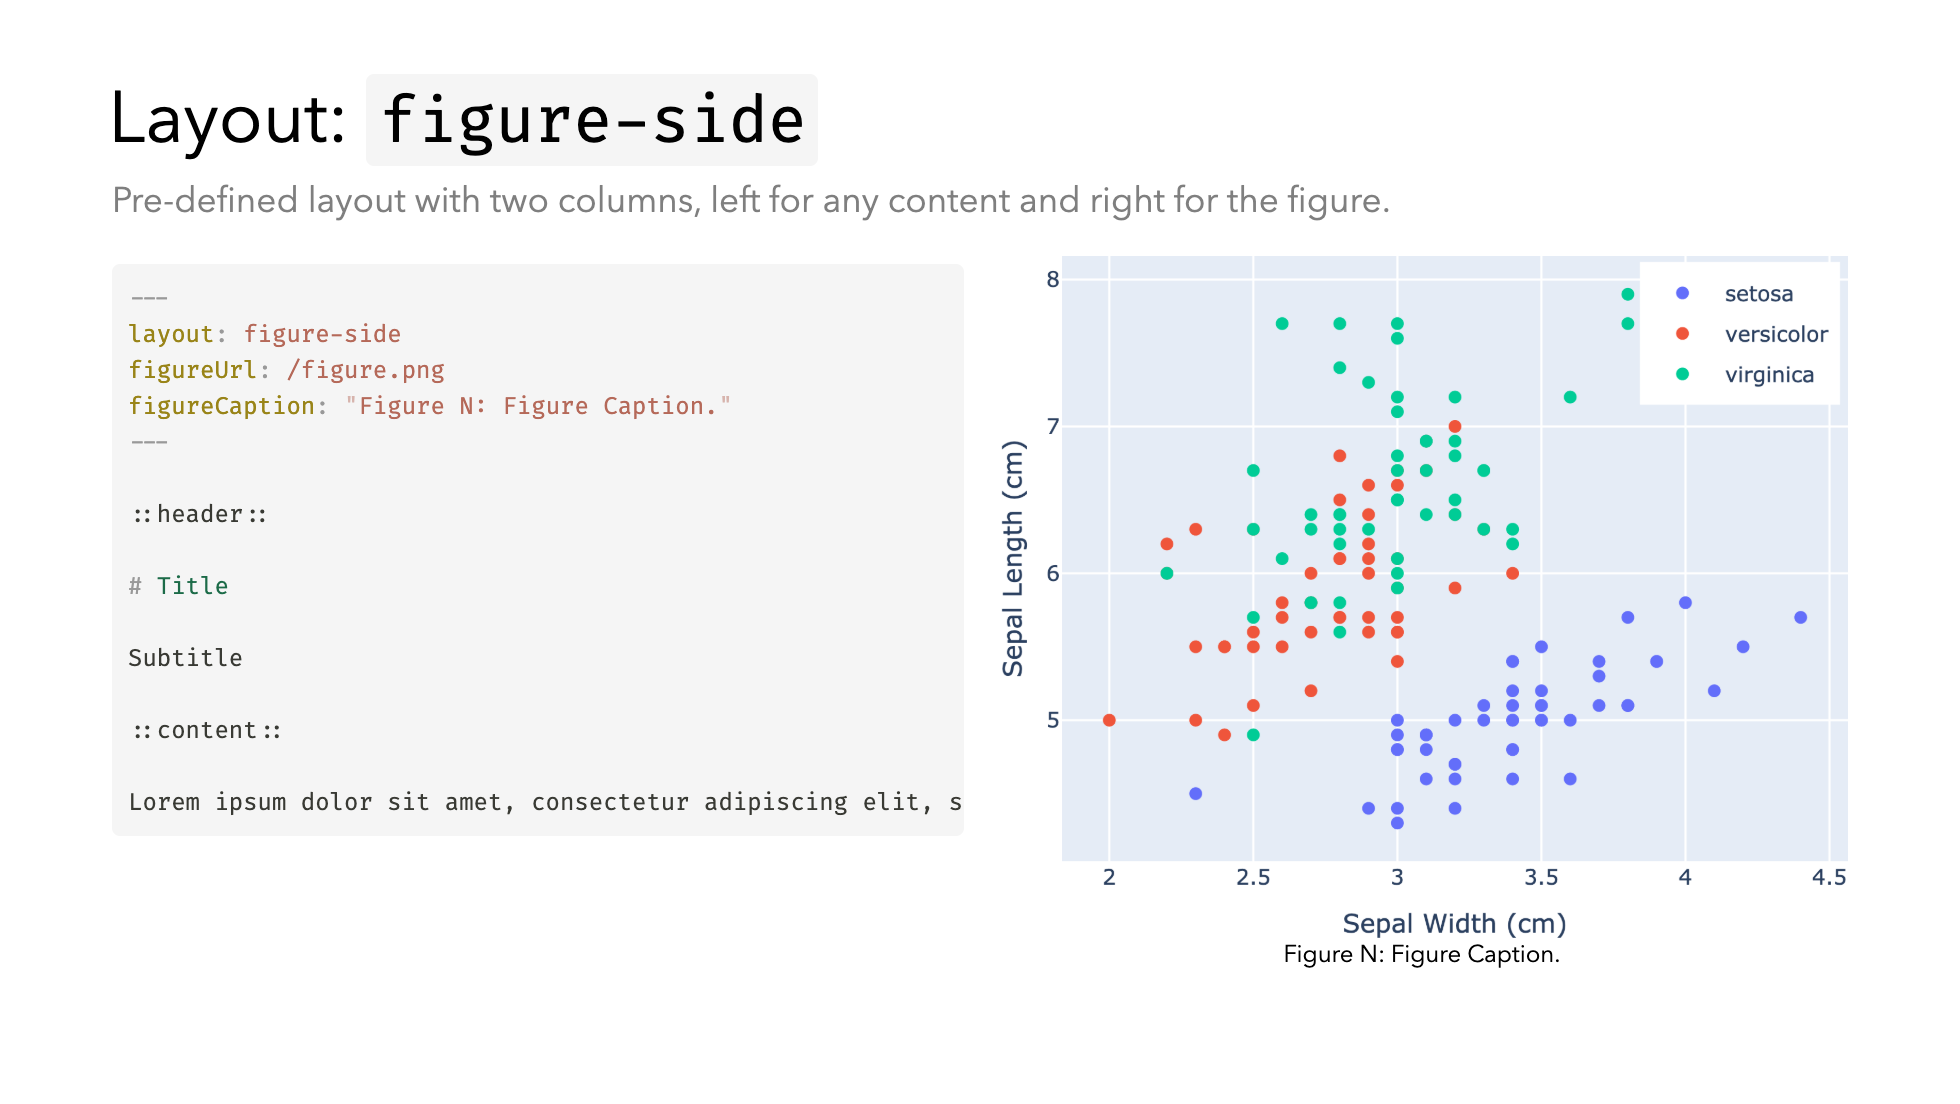 Layout: figure-side
Pre-defined layout with two columns, left for any content and right for the figure.
---
layout: figure-side
figureUrl: /figure.png
figureCaption: "Figure N: Figure Caption."
---
::header::
# Title
Subtitle
::content::
Lorem ipsum dolor sit amet, consectetur adipiscing elit, s
8
7
6
5
Sepal Length (cm)
setosa
versicolor
virginica
2 2.5 3 3.5 4 4.5
Sepal Width (cm)
Figure N: Figure Caption.